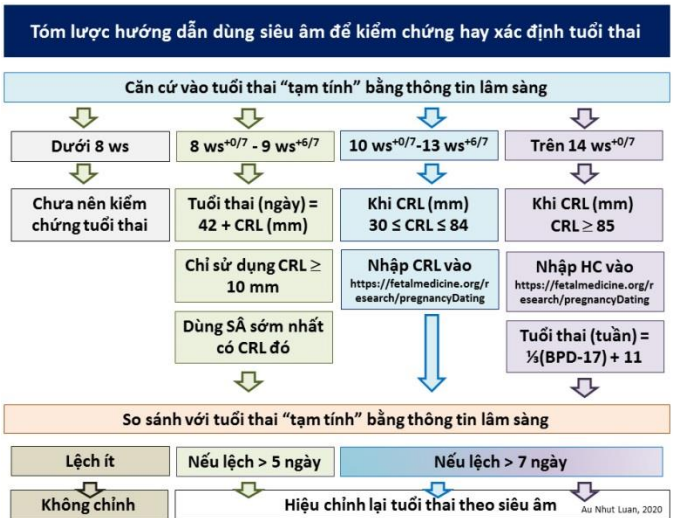 Tóm lược hướng dẫn dùng siêu âm để kiểm chứng hay xác định tuổi thai
Căn cứ vào tuổi thai “tạm tính” bằng thông tin lâm sàng
Dưới 8 ws
8 ws+0/7 - 9 ws+6/7
10 ws+0/7-13 ws+6/7
Trên 14 ws+0/7
Chưa nên kiểm
chứng tuổi thai
Tuổi thai (ngày) =
42 + CRL (mm)
Chỉ sử dụng CRL ≥
10 mm
Dùng SÂ sớm nhất
có CRL đó
Khi CRL (mm)
30 ≤ CRL ≤ 84
Nhập CRL vào
https://fetalmedicine.org/r
esearch/pregnancyDating
Khi CRL (mm)
CRL ≥ 85
Nhập HC vào
https://fetalmedicine.org/r
esearch/pregnancyDating
Tuổi thai (tuần) =
⅓(BPD-17) + 11
So sánh với tuổi thai “tạm tính” bằng thông tin lâm sàng
Lệch ít
Nếu lệch > 5 ngày
Nếu lệch > 7 ngày
Không chỉnh
Hiệu chỉnh lại tuổi thai theo siêu âm
Au Nhut Luan, 2020